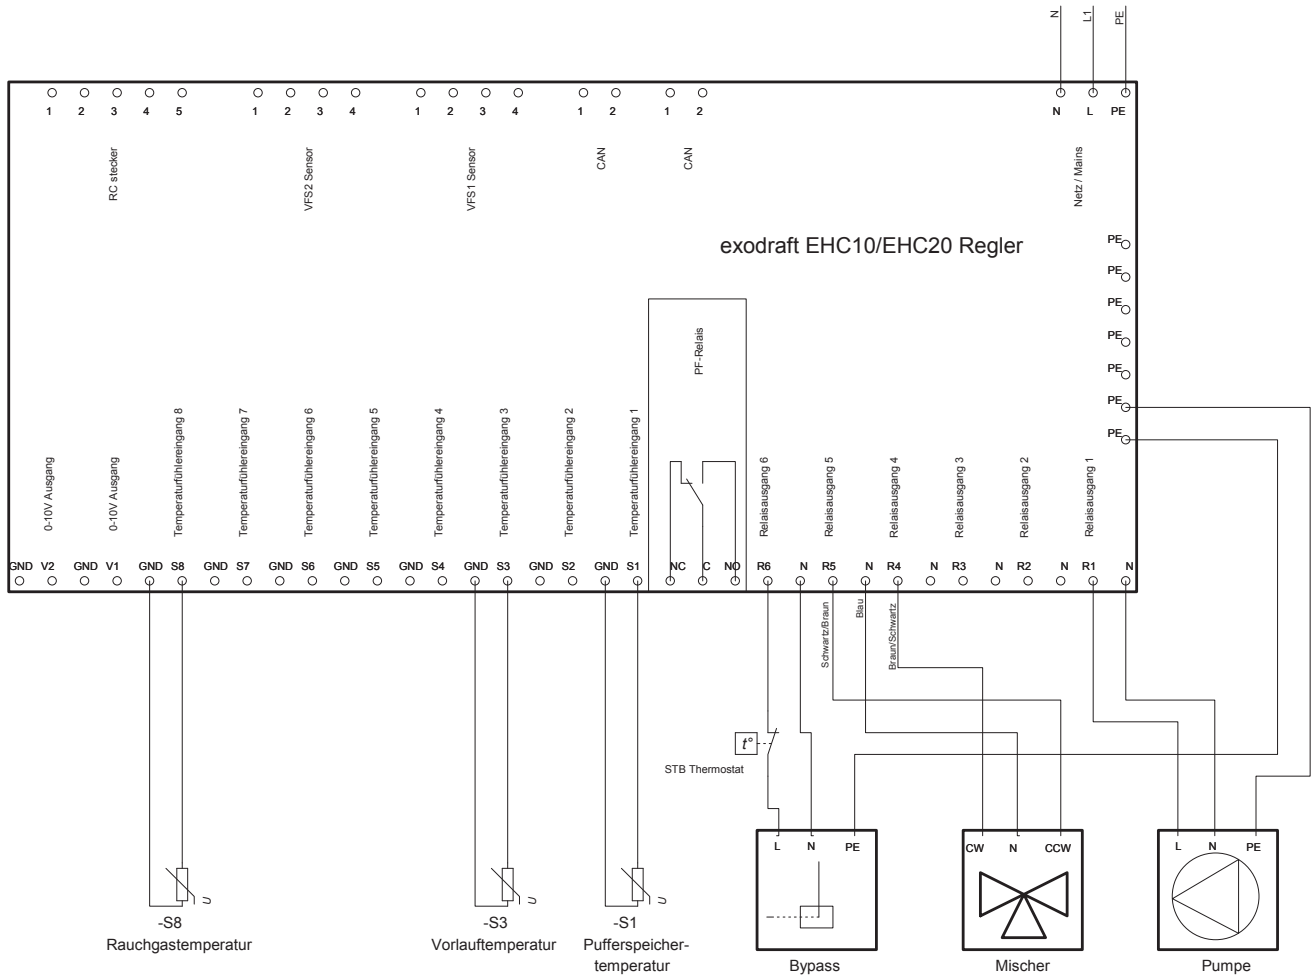 N L1 PE
1 2 3 4 5 1 2 3 4 1 2 3 4 1 2 1 2 N L PE
RC stecker
VFS2 Sensor
VFS1 Sensor
CAN
CAN
Netz / Mains
exodraft EHC10/EHC20 Regler
PE
PE
PE
PE
PE
PE
PE
PF-Relais
0-10V Ausgang
0-10V Ausgang
Temperaturfühlereingang 8
Temperaturfühlereingang 7
Temperaturfühlereingang 6
Temperaturfühlereingang 5
Temperaturfühlereingang 4
Temperaturfühlereingang 3
Temperaturfühlereingang 2
Temperaturfühlereingang 1
Relaisausgang 6
Relaisausgang 5
Relaisausgang 4
Relaisausgang 3
Relaisausgang 2
Relaisausgang 1
GND V2 GND V1 GND S8 GND S7 GND S6 GND S5 GND S4 GND S3 GND S2 GND S1 NC C NO R6 N R5 N R4 N R3 N R2 N R1 N
Schwartz/Braun
Blau
Braun/Schwartz
t°
STB Thermostat
L N PE
CW N CCW
L N PE
U
U
U
-S8
Rauchgastemperatur
-S3
Vorlauftemperatur
-S1
Pufferspeicher-
temperatur
Bypass
Mischer
Pumpe